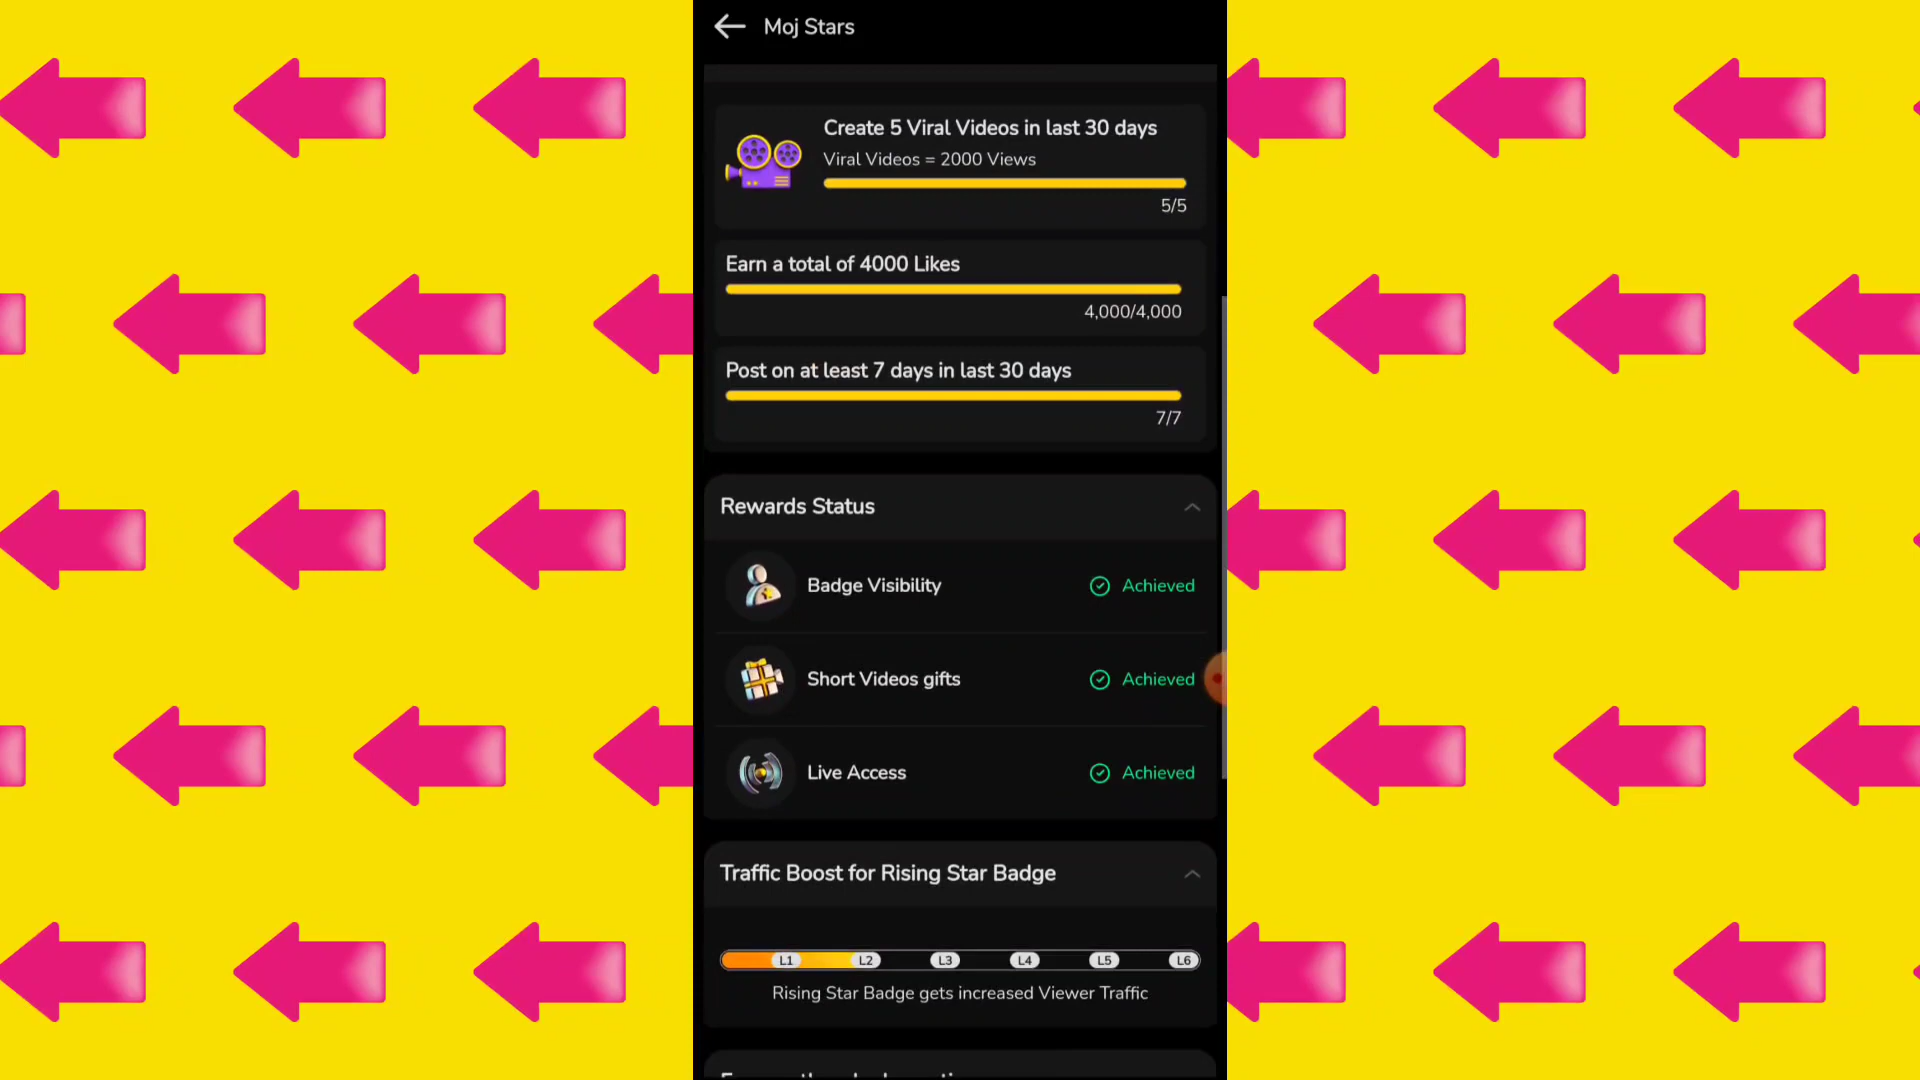 Moj Stars
Create 5 Viral Videos in last 30 days
Viral Videos = 2000 Views
5/5
Earn a total of 4000 Likes
4,000/4,000
Post on at least 7 days in last 30 days
7/7
Rewards Status
Badge Visibility
Achieved
Short Videos gifts
Achieved
Live Access
Achieved
Traffic Boost for Rising Star Badge
L1 L2 L3 L4 L5 L6
Rising Star Badge gets increased Viewer Traffic